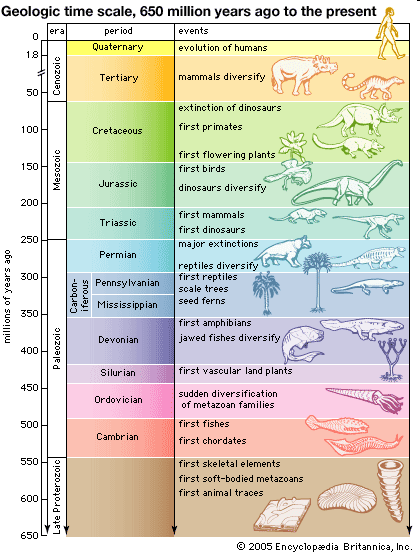 Geologic time scale, 650 million years ago to the present
era period events
0
1.8
50
100
150
200
250
300
350
400
450
500
550
600
650
millions of years ago
Cenozoic
Mesozoic
Paleozoic
Late Proterozoic
Quaternary
evolution of humans
Tertiary
mammals diversify
Cretaceous
extinction of dinosaurs
first primates
first flowering plants
Jurassic
first birds
dinosaurs diversify
Triassic
first mammals
first dinosaurs
Permian
major extinctions
reptiles diversify
Carbon-
iferous
Pennsylvanian
Mississippian
first reptiles
scale trees
seed ferns
Devonian
first amphibians
jawed fishes diversify
Silurian
first vascular land plants
Ordovician
sudden diversification
of metazoan families
Cambrian
first fishes
first chordates
first skeletal elements
first soft-bodied metazoans
first animal traces
© 2005 Encyclopædia Britannica, Inc.